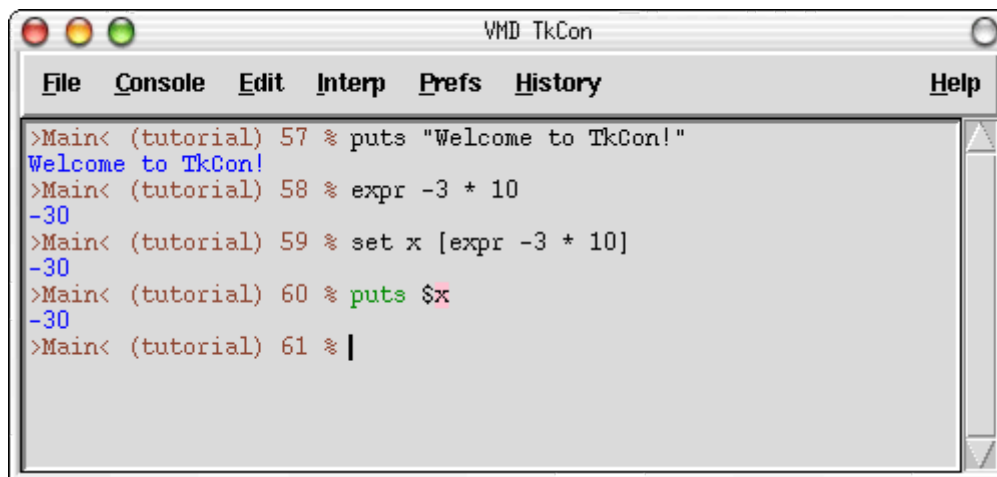 VMD TkCon
File Console Edit Interp Prefs History Help
>Main< (tutorial) 57 % puts "Welcome to TkCon!"
Welcome to TkCon!
>Main< (tutorial) 58 % expr -3 * 10
-30
>Main< (tutorial) 59 % set x [expr -3 * 10]
-30
>Main< (tutorial) 60 % puts $x
-30
>Main< (tutorial) 61 %